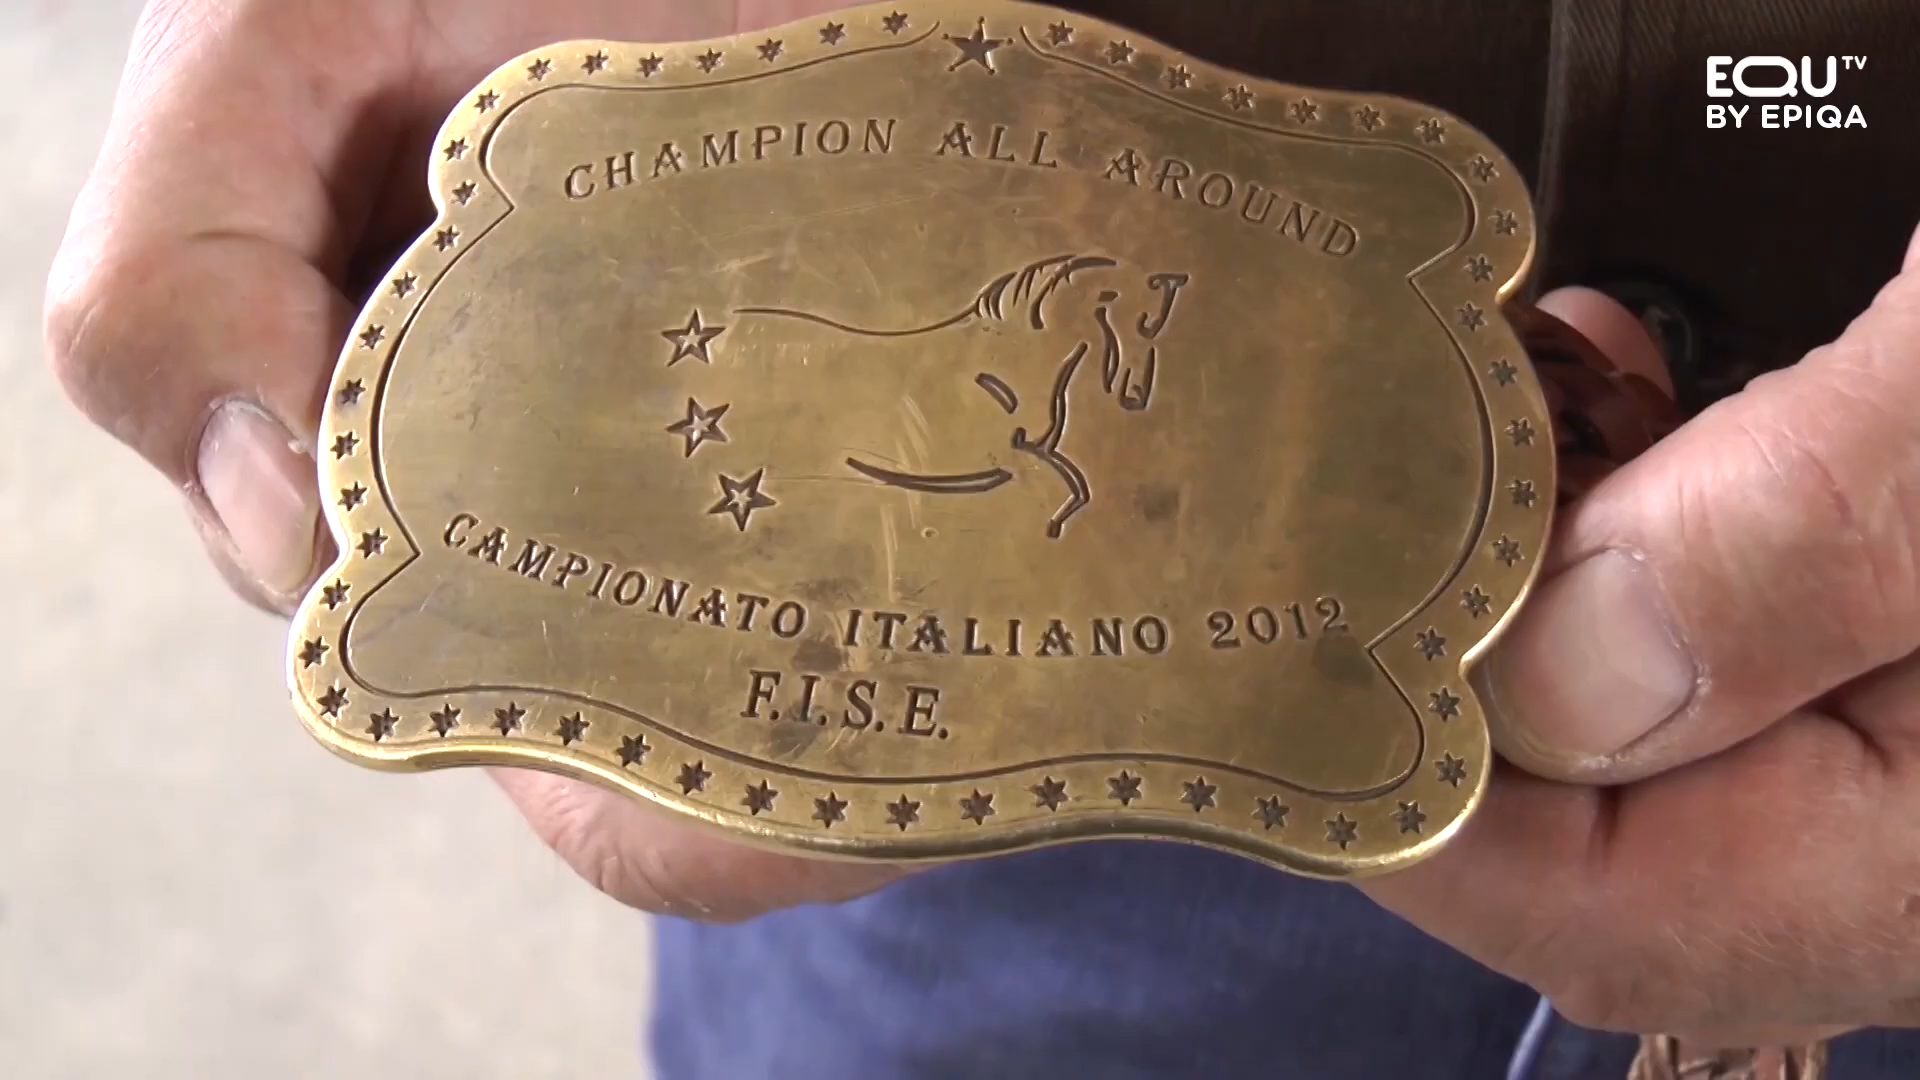 EQU TV
BY EPIQA
CHAMPION ALL AROUND
CAMPIONATO ITALIANO 2012
F.I.S.E.